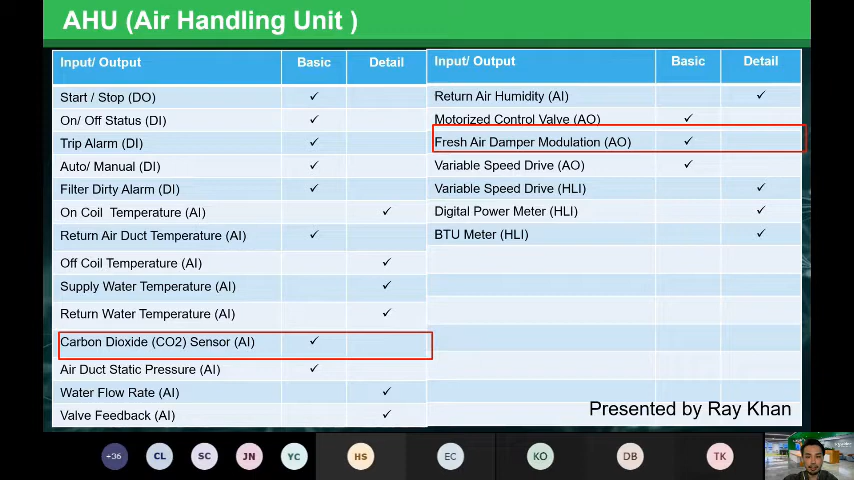 AHU (Air Handling Unit )
Input/ Output Basic Detail
Start / Stop (DO) ✓
On/ Off Status (DI) ✓
Trip Alarm (DI) ✓
Auto/ Manual (DI) ✓
Filter Dirty Alarm (DI) ✓
On Coil Temperature (AI) ✓
Return Air Duct Temperature (AI) ✓
Off Coil Temperature (AI) ✓
Supply Water Temperature (AI) ✓
Return Water Temperature (AI) ✓
Carbon Dioxide (CO2) Sensor (AI) ✓
Air Duct Static Pressure (AI) ✓
Water Flow Rate (AI) ✓
Valve Feedback (AI) ✓
Input/ Output Basic Detail
Return Air Humidity (AI) ✓
Motorized Control Valve (AO) ✓
Fresh Air Damper Modulation (AO) ✓
Variable Speed Drive (AO) ✓
Variable Speed Drive (HLI) ✓
Digital Power Meter (HLI) ✓
BTU Meter (HLI) ✓
Presented by Ray Khan
+36 CL SC JN YC HS EC KO DB TK